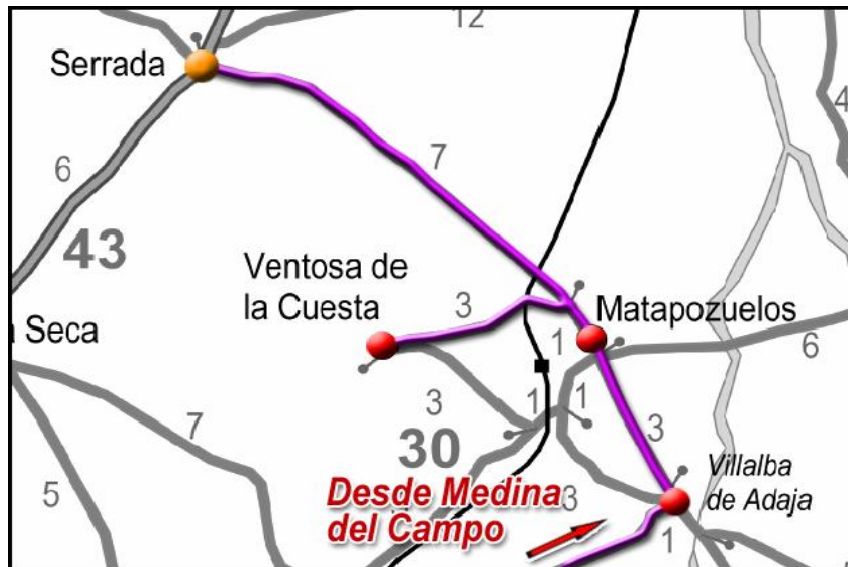 12
Serrada
4
7
6
43
Ventosa de
la Cuesta
3
Matapozuelos
Seca
1
6
7
3
1
1
30
3
5
Desde Medina
del Campo
3
Villalba
de Adaja
1